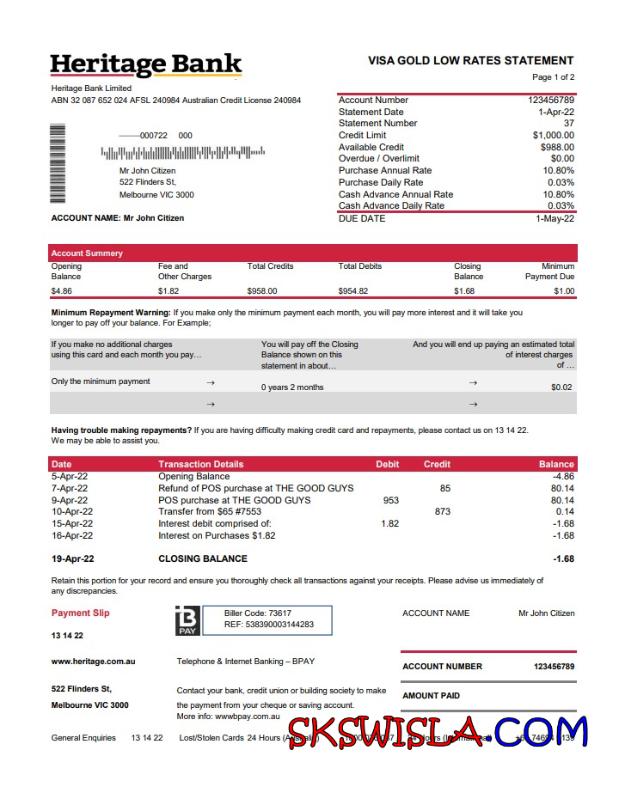 Heritage Bank
VISA GOLD LOW RATES STATEMENT
Page 1 of 2
Heritage Bank Limited
ABN 32 087 652 024 AFSL 240984 Australian Credit License 240984
Account Number 123456789
Statement Date 1-Apr-22
Statement Number 37
Credit Limit $1,000.00
Available Credit $988.00
Overdue / Overlimit $0.00
Purchase Annual Rate 10.80%
Purchase Daily Rate 0.03%
Cash Advance Annual Rate 10.80%
Cash Advance Daily Rate 0.03%
DUE DATE 1-May-22
000722 000
Mr John Citizen
522 Flinders St,
Melbourne VIC 3000
ACCOUNT NAME: Mr John Citizen
Account Summery
Opening Fee and Total Credits Total Debits Closing Minimum
Balance Other Charges Balance Payment Due
$4.86 $1.82 $958.00 $954.82 $1.68 $1.00
Minimum Repayment Warning: If you make only the minimum payment each month, you will pay more interest and it will take you
longer to pay off your balance. For Example;
If you make no additional charges You will pay off the Closing And you will end up paying an estimated total
using this card and each month you pay… Balance shown on this of interest charges
statement in about… of …
Only the minimum payment → 0 years 2 months → $0.02
→ →
Having trouble making repayments? If you are having difficulty making credit card and repayments, please contact us on 13 14 22.
We may be able to assist you.
Date Transaction Details Debit Credit Balance
5-Apr-22 Opening Balance -4.86
7-Apr-22 Refund of POS purchase at THE GOOD GUYS 85 80.14
9-Apr-22 POS purchase at THE GOOD GUYS 953 80.14
10-Apr-22 Transfer from $65 #7553 873 0.14
15-Apr-22 Interest debit comprised of: 1.82 -1.68
16-Apr-22 Interest on Purchases $1.82 -1.68
19-Apr-22 CLOSING BALANCE -1.68
Retain this portion for your record and ensure you thoroughly check all transactions against your receipts. Please advise us immediately of
any discrepancies.
Payment Slip
13 14 22
B
PAY
Biller Code: 73617
REF: 538390003144283
ACCOUNT NAME Mr John Citizen
www.heritage.com.au Telephone & Internet Banking – BPAY
ACCOUNT NUMBER 123456789
522 Flinders St, Contact your bank, credit union or building society to make
AMOUNT PAID
Melbourne VIC 3000 the payment from your cheque or saving account.
More info: wwwbpay.com.au
General Enquiries 13 14 22 Lost/Stolen Cards 24 Hours
SKSWISLA.COM